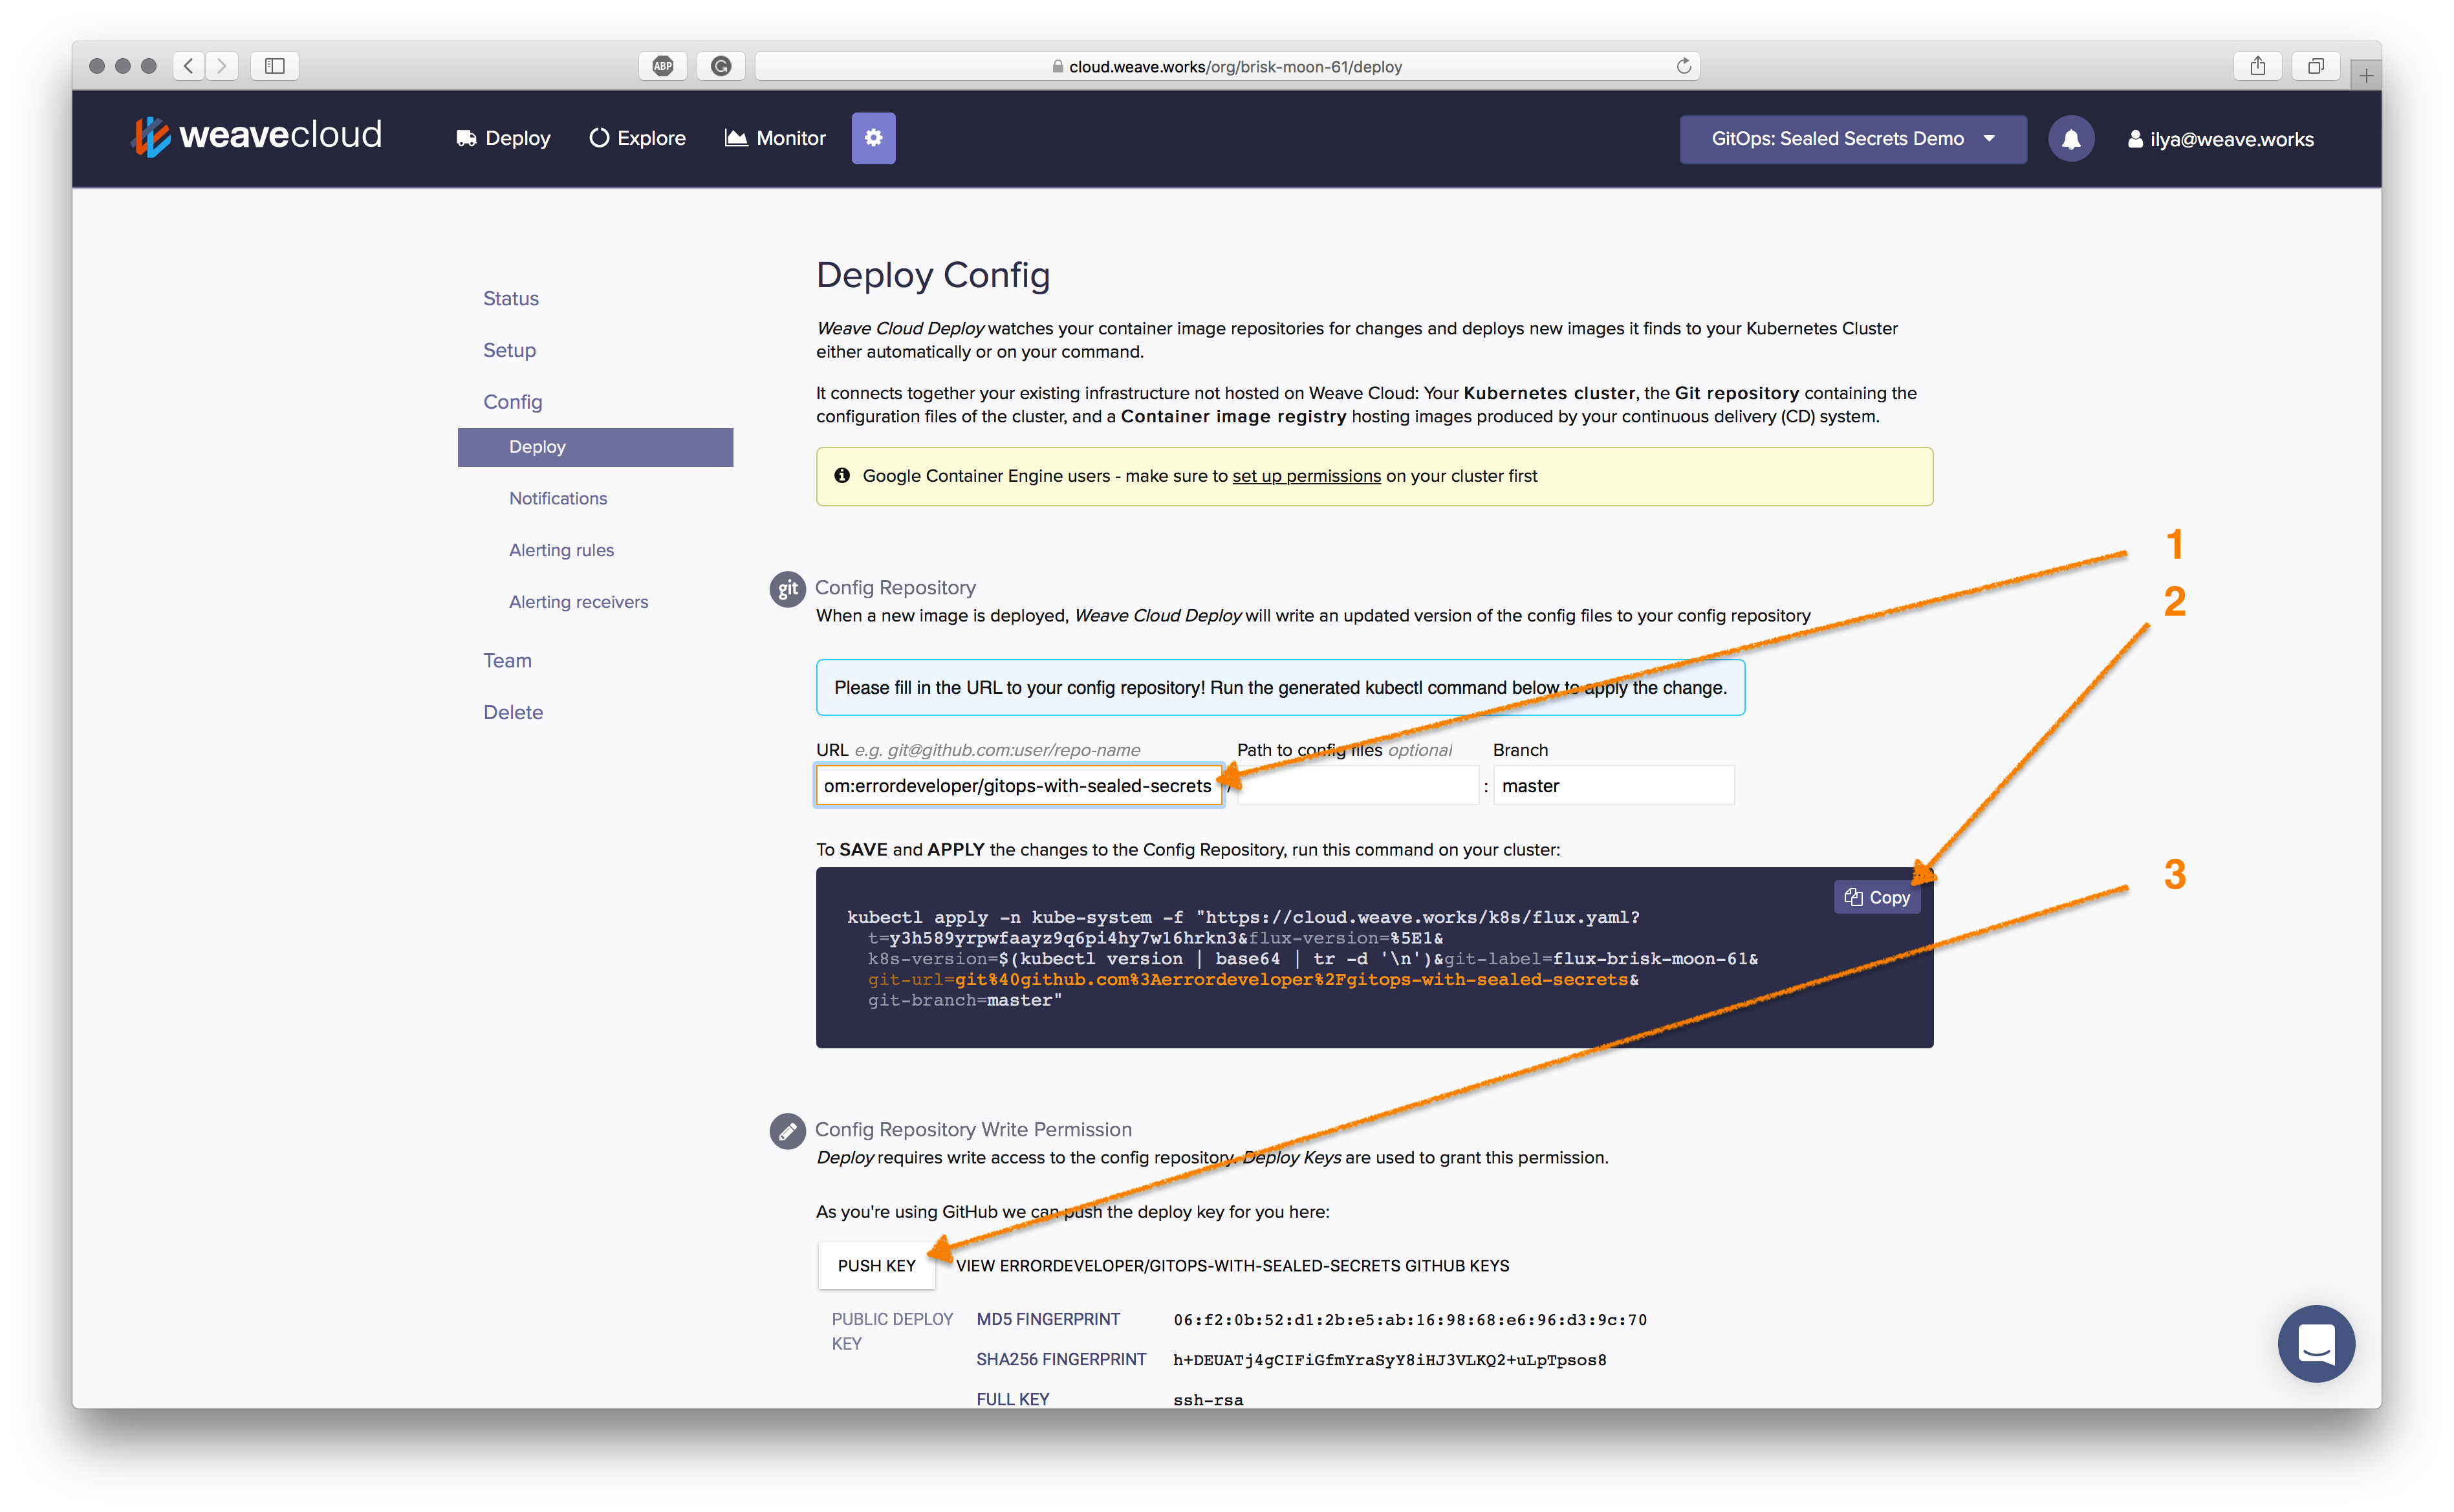 ABP
cloud.weave.works/org/brisk-moon-61/deploy
weavecloud
Deploy
Explore
Monitor
GitOps: Sealed Secrets Demo
ilya@weave.works
Status
Setup
Config
Deploy
Notifications
Alerting rules
Alerting receivers
Team
Delete
Deploy Config
Weave Cloud Deploy watches your container image repositories for changes and deploys new images it finds to your Kubernetes Cluster
either automatically or on your command.
It connects together your existing infrastructure not hosted on Weave Cloud: Your Kubernetes cluster, the Git repository containing the
configuration files of the cluster, and a Container image registry hosting images produced by your continuous delivery (CD) system.
Google Container Engine users - make sure to set up permissions on your cluster first
1
2
3
git
Config Repository
When a new image is deployed, Weave Cloud Deploy will write an updated version of the config files to your config repository
Please fill in the URL to your config repository! Run the generated kubectl command below to apply the change.
URL e.g. git@github.com:user/repo-name
Path to config files optional
Branch
om:errordeveloper/gitops-with-sealed-secrets
/
:
master
To SAVE and APPLY the changes to the Config Repository, run this command on your cluster:
Copy
kubectl apply -n kube-system -f "https://cloud.weave.works/k8s/flux.yaml?
t=y3h589yrpwfaayz9q6pi4hy7w16hrkn3&flux-version=%5E1&
k8s-version=$(kubectl version | base64 | tr -d '\n')&git-label=flux-brisk-moon-61&
git-url=git%40github.com%3Aerrordeveloper%2Fgitops-with-sealed-secrets&
git-branch=master"
Config Repository Write Permission
Deploy requires write access to the config repository. Deploy Keys are used to grant this permission.
As you're using GitHub we can push the deploy key for you here:
PUSH KEY
VIEW ERRORDEVELOPER/GITOPS-WITH-SEALED-SECRETS GITHUB KEYS
PUBLIC DEPLOY
KEY
MD5 FINGERPRINT
06:f2:0b:52:d1:2b:e5:ab:16:98:68:e6:96:d3:9c:70
SHA256 FINGERPRINT
h+DEUATj4gCIFiGfmYraSyY8iHJ3VLKQ2+uLpTpsos8
FULL KEY
ssh-rsa